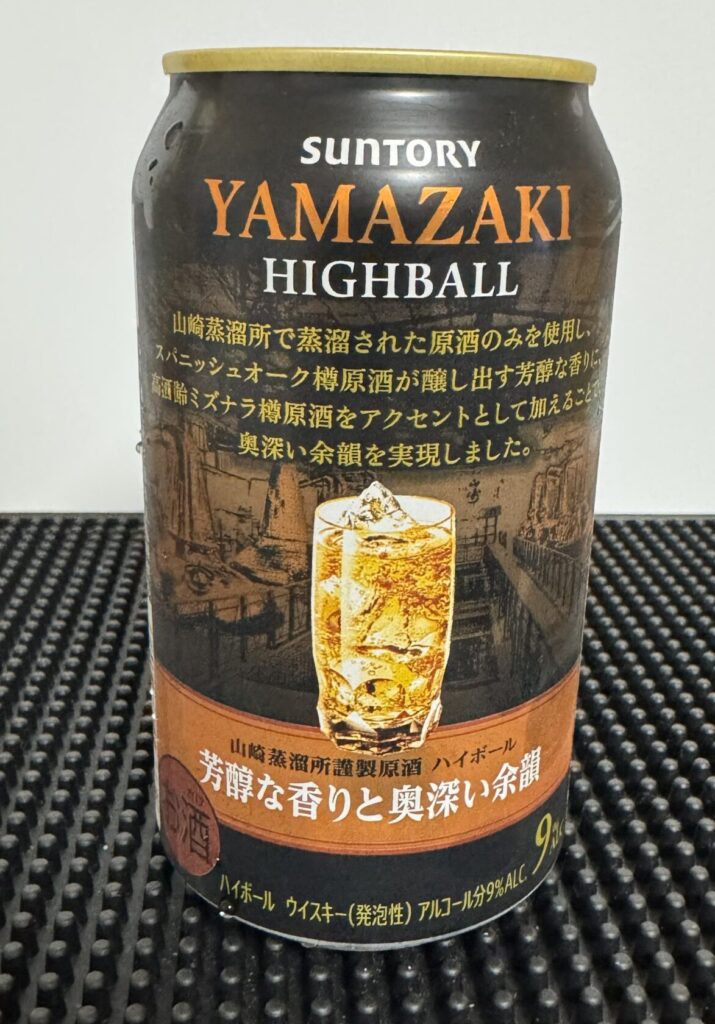 SUNTORY
YAMAZAKI
HIGHBALL
山崎蒸溜所で蒸溜された原酒のみを使用し、
スパニッシュオーク樽原酒が醸し出す芳醇な香りに、
高酒齢ミズナラ樽原酒をアクセントとして加えることで、
奥深い余韻を実現しました。
山崎蒸溜所謹製原酒 ハイボール
芳醇な香りと奥深い余韻
お酒
9% ALC.
ハイボール ウイスキー(発泡性) アルコール分9%ALC.